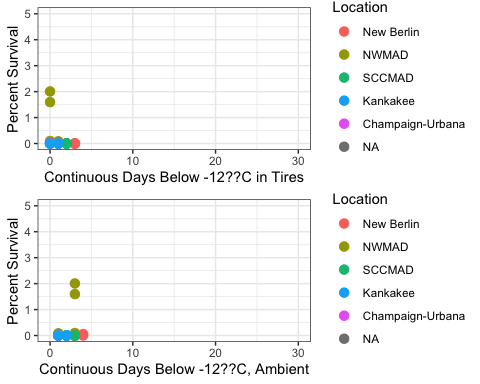 Location
5
4
3
2
1
0
Percent Survival
0
10
20
30
Continuous Days Below -12??C in Tires
New Berlin
NWMAD
SCCMAD
Kankakee
Champaign-Urbana
NA
Location
5
4
3
2
1
0
Percent Survival
0
10
20
30
Continuous Days Below -12??C, Ambient
New Berlin
NWMAD
SCCMAD
Kankakee
Champaign-Urbana
NA